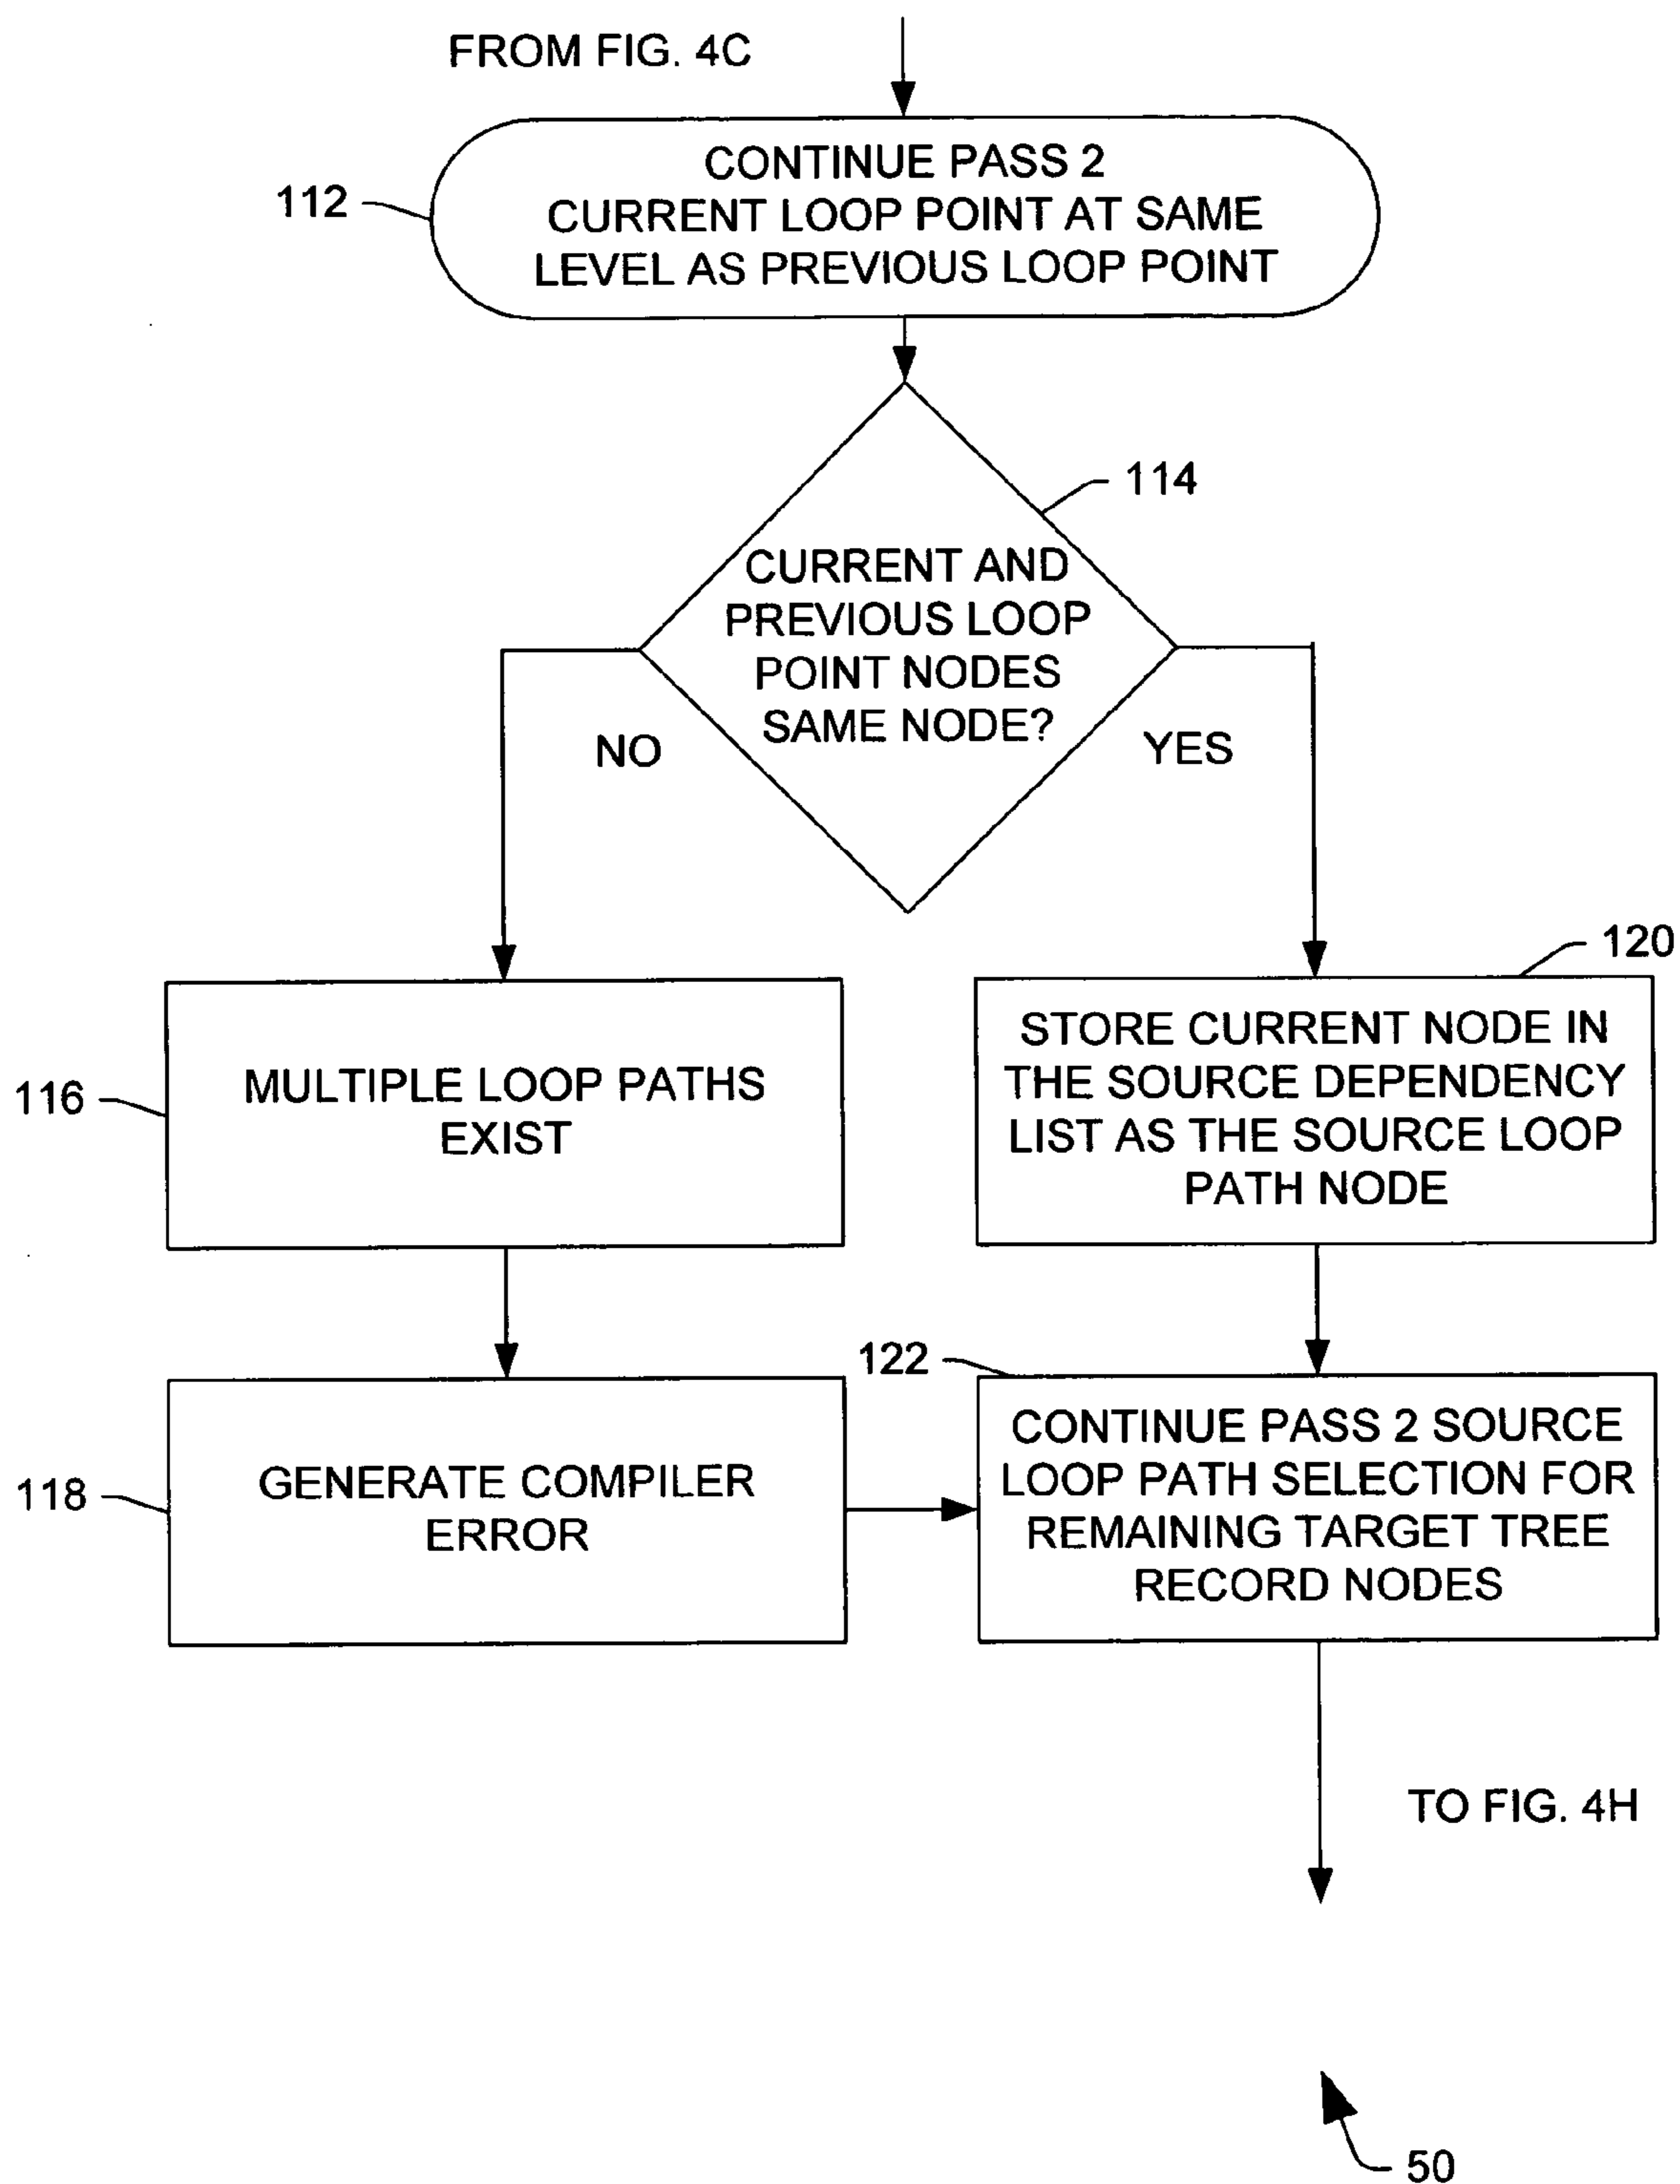 FROM FIG. 4C
CONTINUE PASS 2
CURRENT LOOP POINT AT SAME
LEVEL AS PREVIOUS LOOP POINT
112
114
CURRENT AND
PREVIOUS LOOP
POINT NODES
SAME NODE?
NO
YES
116
MULTIPLE LOOP PATHS
EXIST
120
STORE CURRENT NODE IN
THE SOURCE DEPENDENCY
LIST AS THE SOURCE LOOP
PATH NODE
118
GENERATE COMPILER
ERROR
122
CONTINUE PASS 2 SOURCE
LOOP PATH SELECTION FOR
REMAINING TARGET TREE
RECORD NODES
TO FIG. 4H
50